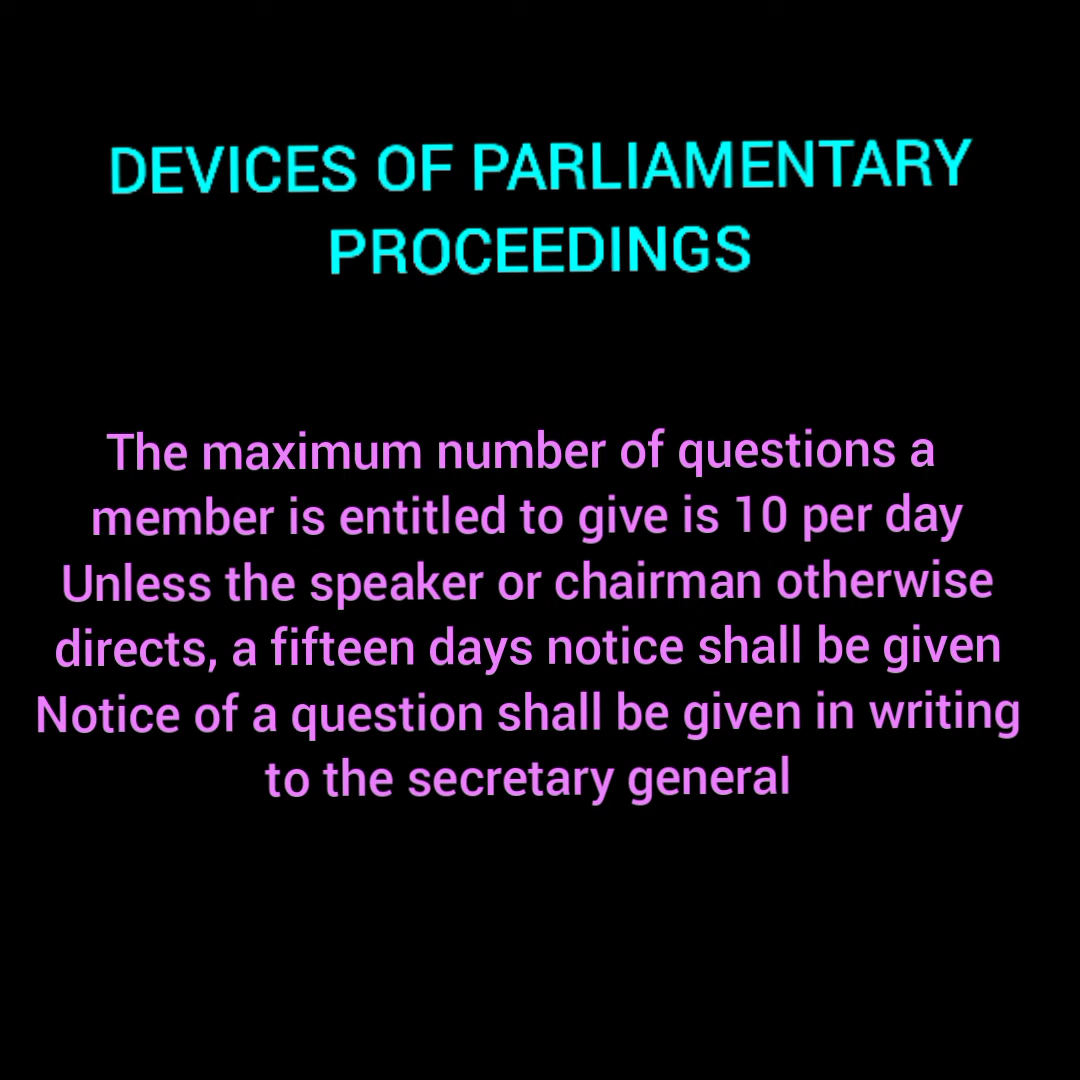 DEVICES OF PARLIAMENTARY
PROCEEDINGS
The maximum number of questions a
member is entitled to give is 10 per day
Unless the speaker or chairman otherwise
directs, a fifteen days notice shall be given
Notice of a question shall be given in writing
to the secretary general